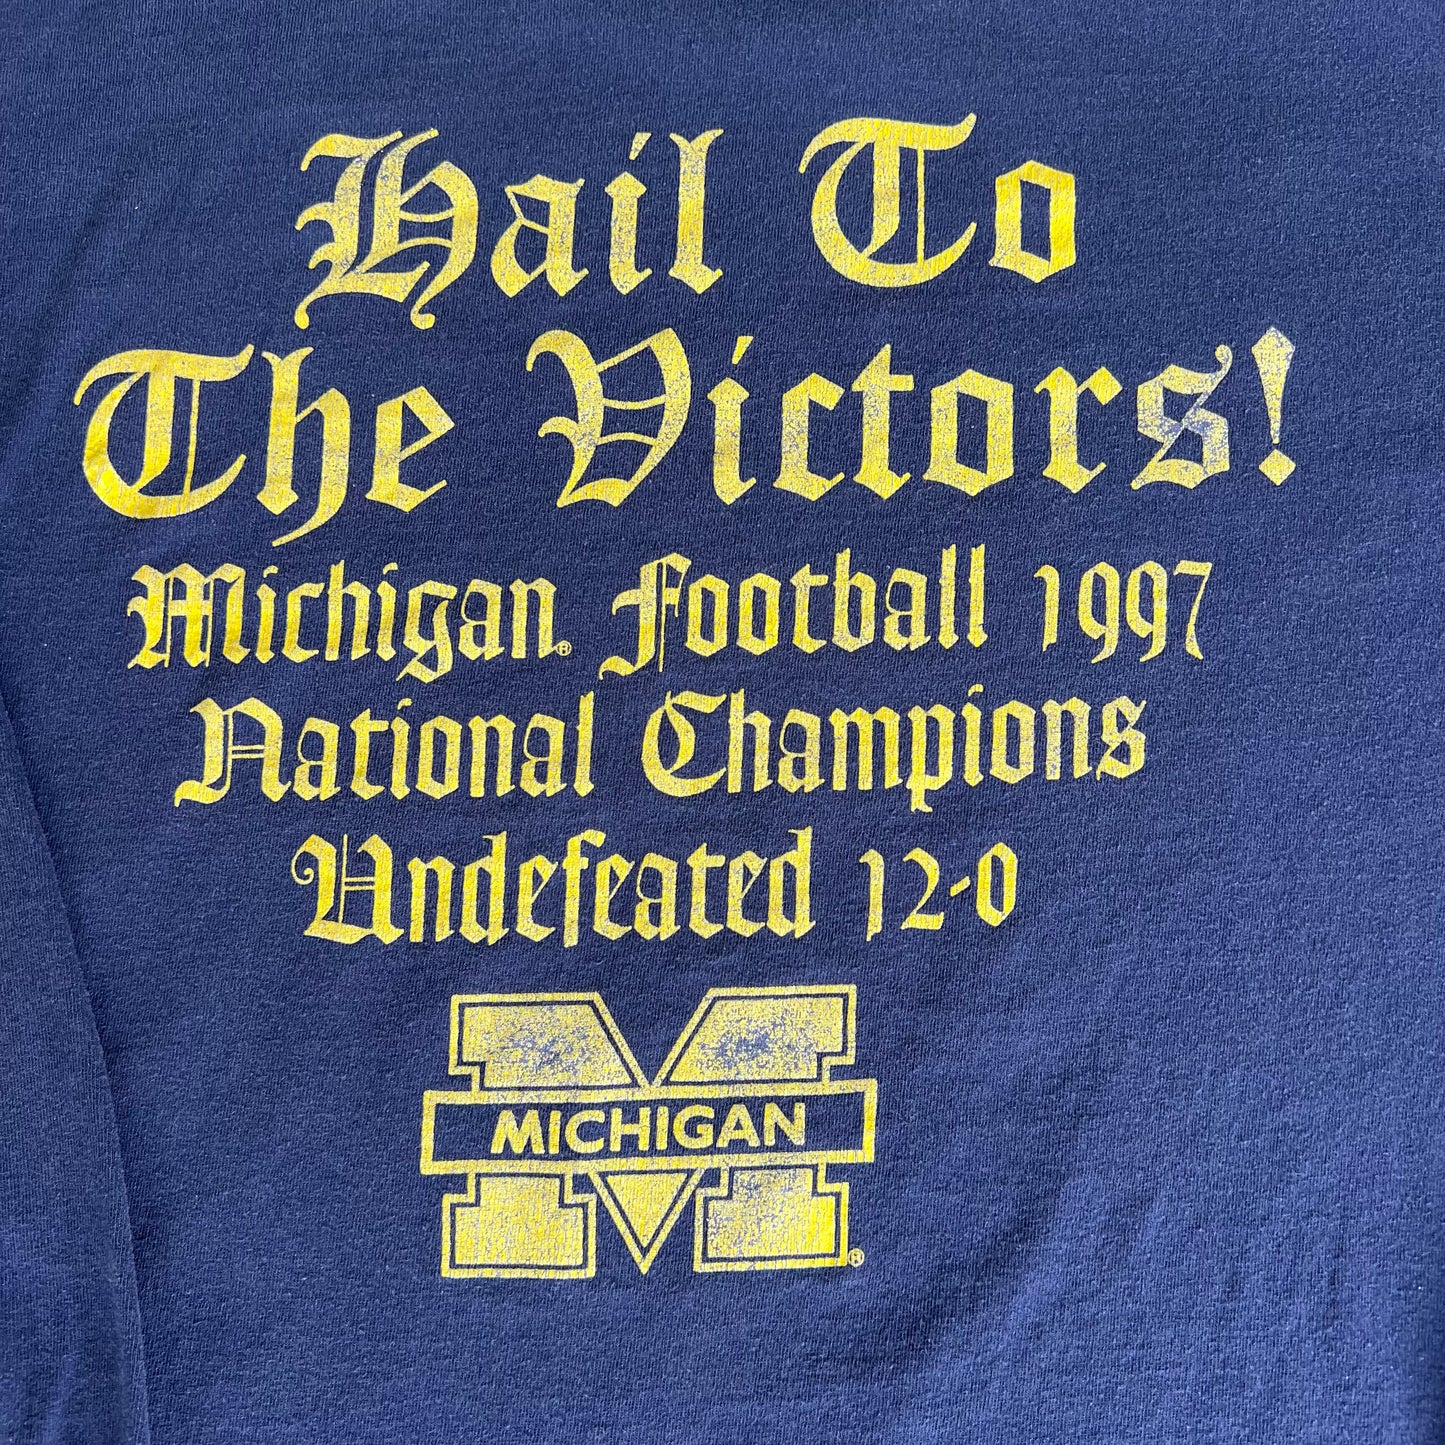 Hail To
The Victors!
Michigan® Football 1997
National Champions
Undefeated 12-0
MICHIGAN
®